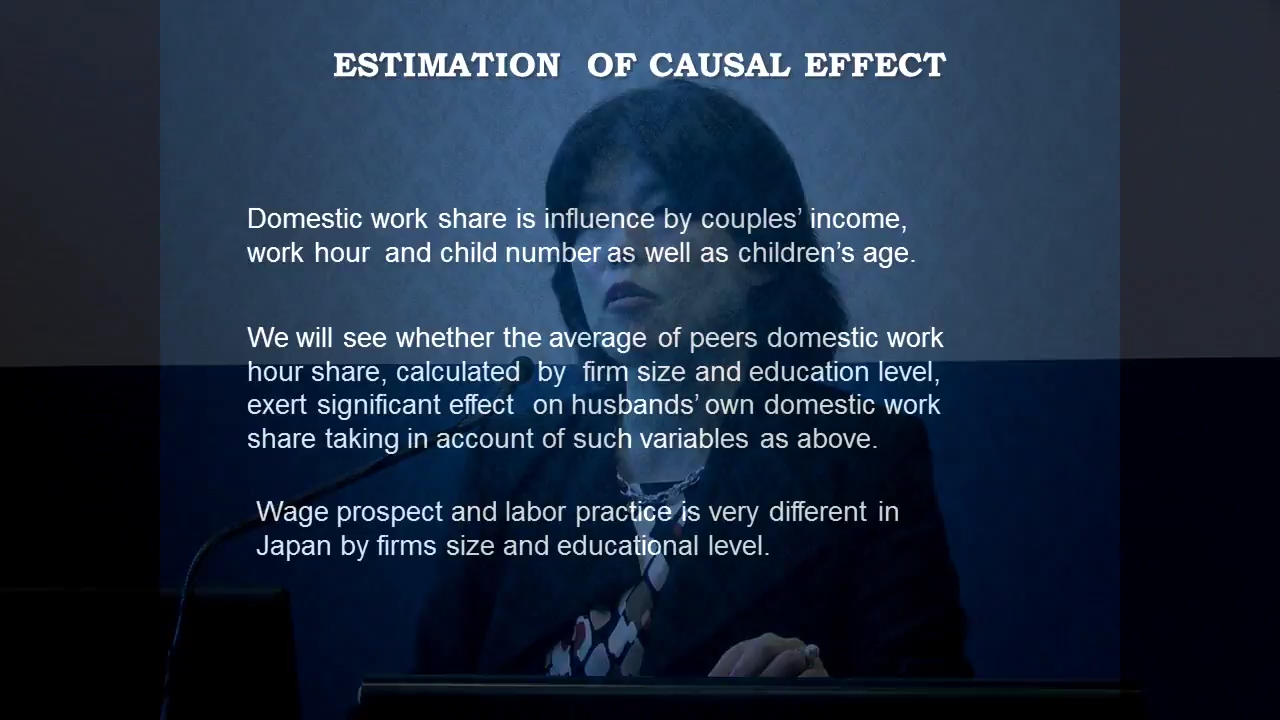 ESTIMATION OF CAUSAL EFFECT
Domestic work share is influence by couples’ income,
work hour and child number as well as children’s age.
We will see whether the average of peers domestic work
hour share, calculated by firm size and education level,
exert significant effect on husbands’ own domestic work
share taking in account of such variables as above.
Wage prospect and labor practice is very different in
Japan by firms size and educational level.